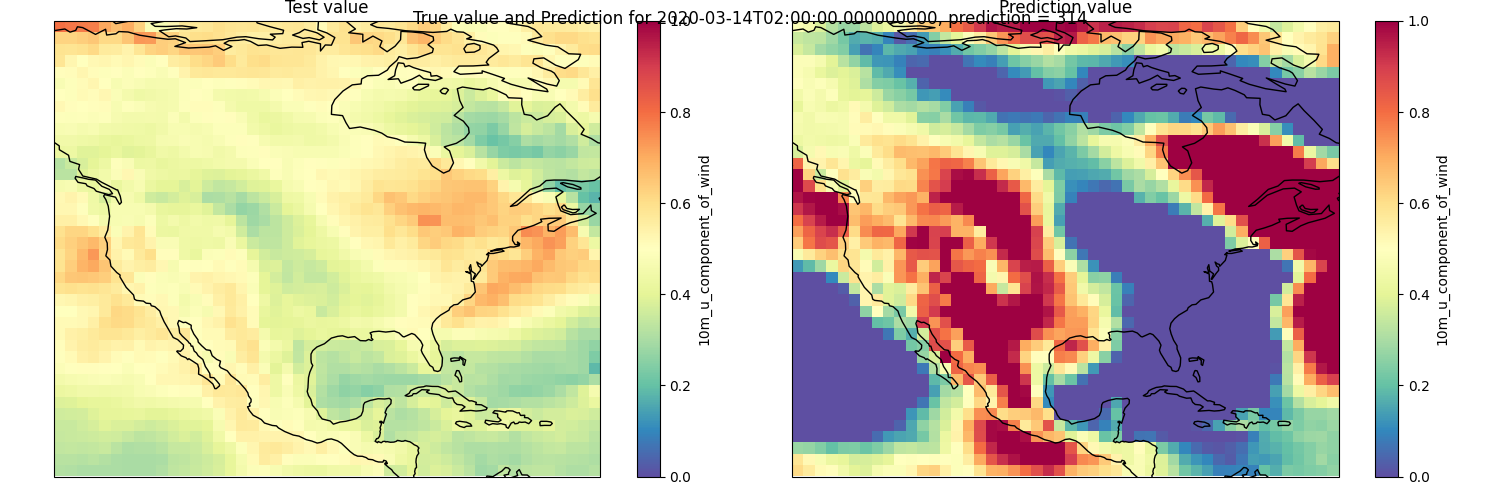 Test value
True value and Prediction for 2020-03-14T02:00:00.000000000, prediction = 314
Prediction value
1.0
0.8
0.6
0.4
0.2
0.0
10m_u_component_of_wind
1.0
0.8
0.6
0.4
0.2
0.0
10m_u_component_of_wind